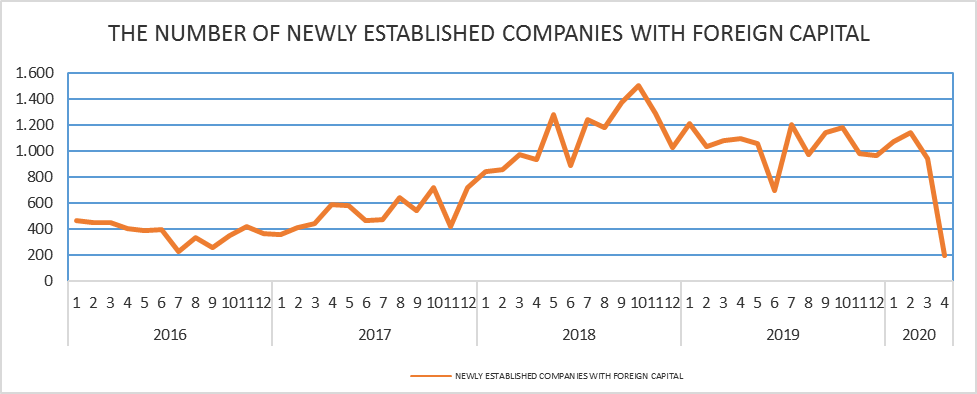 THE NUMBER OF NEWLY ESTABLISHED COMPANIES WITH FOREIGN CAPITAL
1.600
1.400
1.200
1.000
800
600
400
200
0
1 2 3 4 5 6 7 8 9 10 11 12 1 2 3 4 5 6 7 8 9 10 11 12 1 2 3 4 5 6 7 8 9 10 11 12 1 2 3 4 5 6 7 8 9 10 11 12 1 2 3 4
2016 2017 2018 2019 2020
NEWLY ESTABLISHED COMPANIES WITH FOREIGN CAPITAL